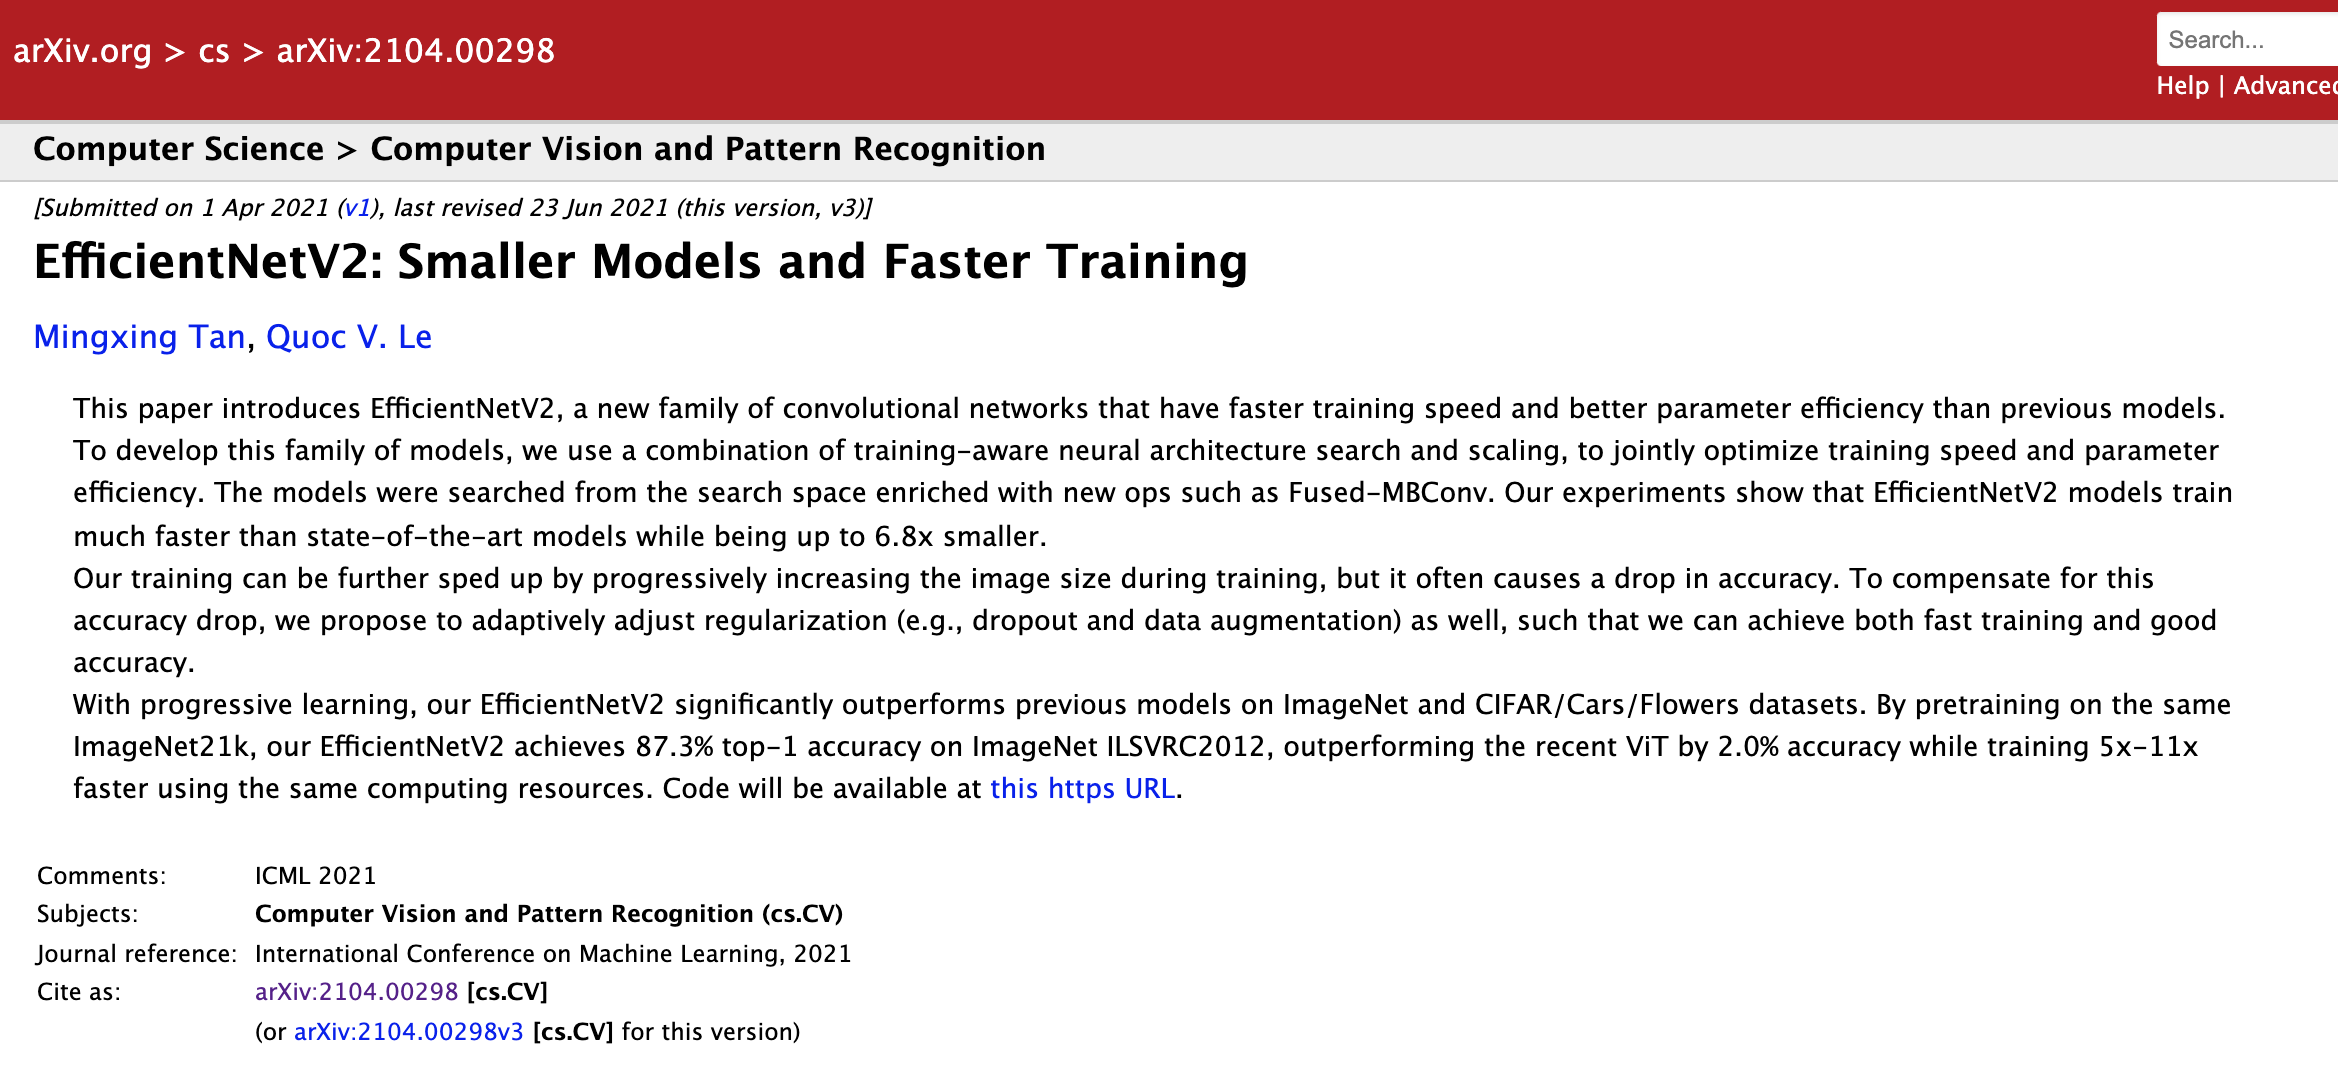 arXiv.org > cs > arXiv:2104.00298
Search...
Help | Advanced
Computer Science > Computer Vision and Pattern Recognition
[Submitted on 1 Apr 2021 (v1), last revised 23 Jun 2021 (this version, v3)]
EfficientNetV2: Smaller Models and Faster Training
Mingxing Tan, Quoc V. Le
This paper introduces EfficientNetV2, a new family of convolutional networks that have faster training speed and better parameter efficiency than previous models.
To develop this family of models, we use a combination of training-aware neural architecture search and scaling, to jointly optimize training speed and parameter
efficiency. The models were searched from the search space enriched with new ops such as Fused-MBConv. Our experiments show that EfficientNetV2 models train
much faster than state-of-the-art models while being up to 6.8x smaller.
Our training can be further sped up by progressively increasing the image size during training, but it often causes a drop in accuracy. To compensate for this
accuracy drop, we propose to adaptively adjust regularization (e.g., dropout and data augmentation) as well, such that we can achieve both fast training and good
accuracy.
With progressive learning, our EfficientNetV2 significantly outperforms previous models on ImageNet and CIFAR/Cars/Flowers datasets. By pretraining on the same
ImageNet21k, our EfficientNetV2 achieves 87.3% top-1 accuracy on ImageNet ILSVRC2012, outperforming the recent ViT by 2.0% accuracy while training 5x-11x
faster using the same computing resources. Code will be available at this https URL.
Comments: ICML 2021
Subjects: Computer Vision and Pattern Recognition (cs.CV)
Journal reference: International Conference on Machine Learning, 2021
Cite as: arXiv:2104.00298 [cs.CV]
(or arXiv:2104.00298v3 [cs.CV] for this version)